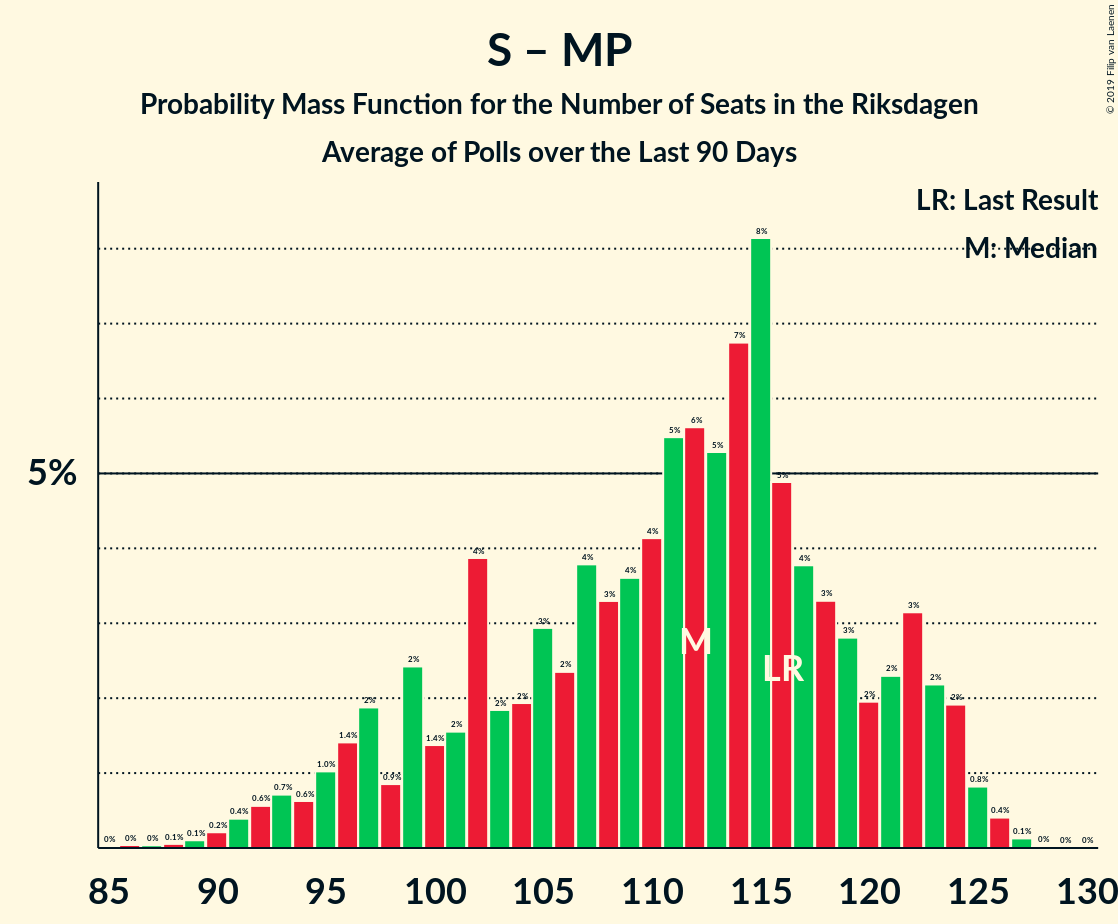 S – MP
Probability Mass Function for the Number of Seats in the Riksdagen
Average of Polls over the Last 90 Days
© 2019 Filip van Laenen
LR: Last Result
M: Median
5%
0% 0% 0% 0.1% 0.1% 0.2% 0.4% 0.6% 0.7% 0.6% 1.0% 1.4% 2% 0.9% 2% 1.4% 2% 4% 2% 2% 3% 2% 4% 3% 4% 4% 5% 6% 5% 7% 8% 5% 4% 3% 3% 2% 2% 3% 2% 2% 0.8% 0.4% 0.1% 0% 0% 0%
M
LR
85 90 95 100 105 110 115 120 125 130